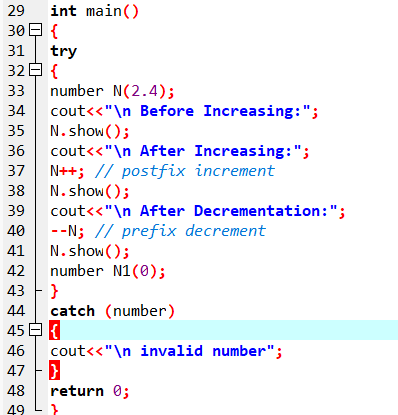 29 int main()
30 {
31 try
32 {
33 number N(2.4);
34 cout<<"\n Before Increasing:";
35 N.show();
36 cout<<"\n After Increasing:";
37 N++; // postfix increment
38 N.show();
39 cout<<"\n After Decrementation:";
40 --N; // prefix decrement
41 N.show();
42 number N1(0);
43 }
44 catch (number)
45 {
46 cout<<"\n invalid number";
47 }
48 return 0;
49 }